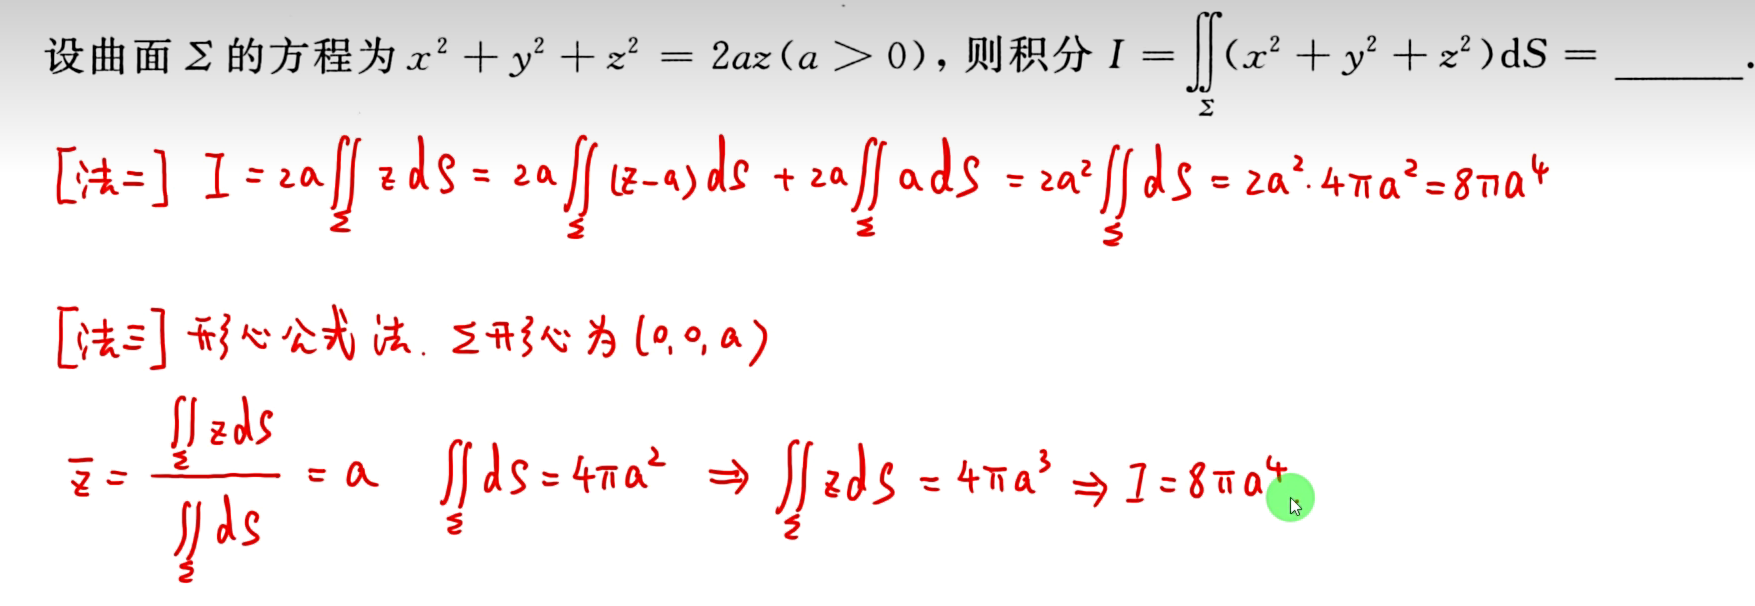 设曲面 Σ 的方程为 x² + y² + z² = 2az(a > 0), 则积分 I = ∬_Σ (x² + y² + z²)dS = ______.
[法二] I = 2a∬_Σ z dS = 2a∬_Σ (z-a)dS + 2a∬_Σ a dS = 2a²∬_Σ dS = 2a²·4πa² = 8πa⁴
[法三] 形心公式法. Σ形心为 (0,0,a)
z̄ = ∬_Σ z dS / ∬_Σ dS = a ∬_Σ dS = 4πa² ⇒ ∬_Σ z dS = 4πa³ ⇒ I = 8πa⁴